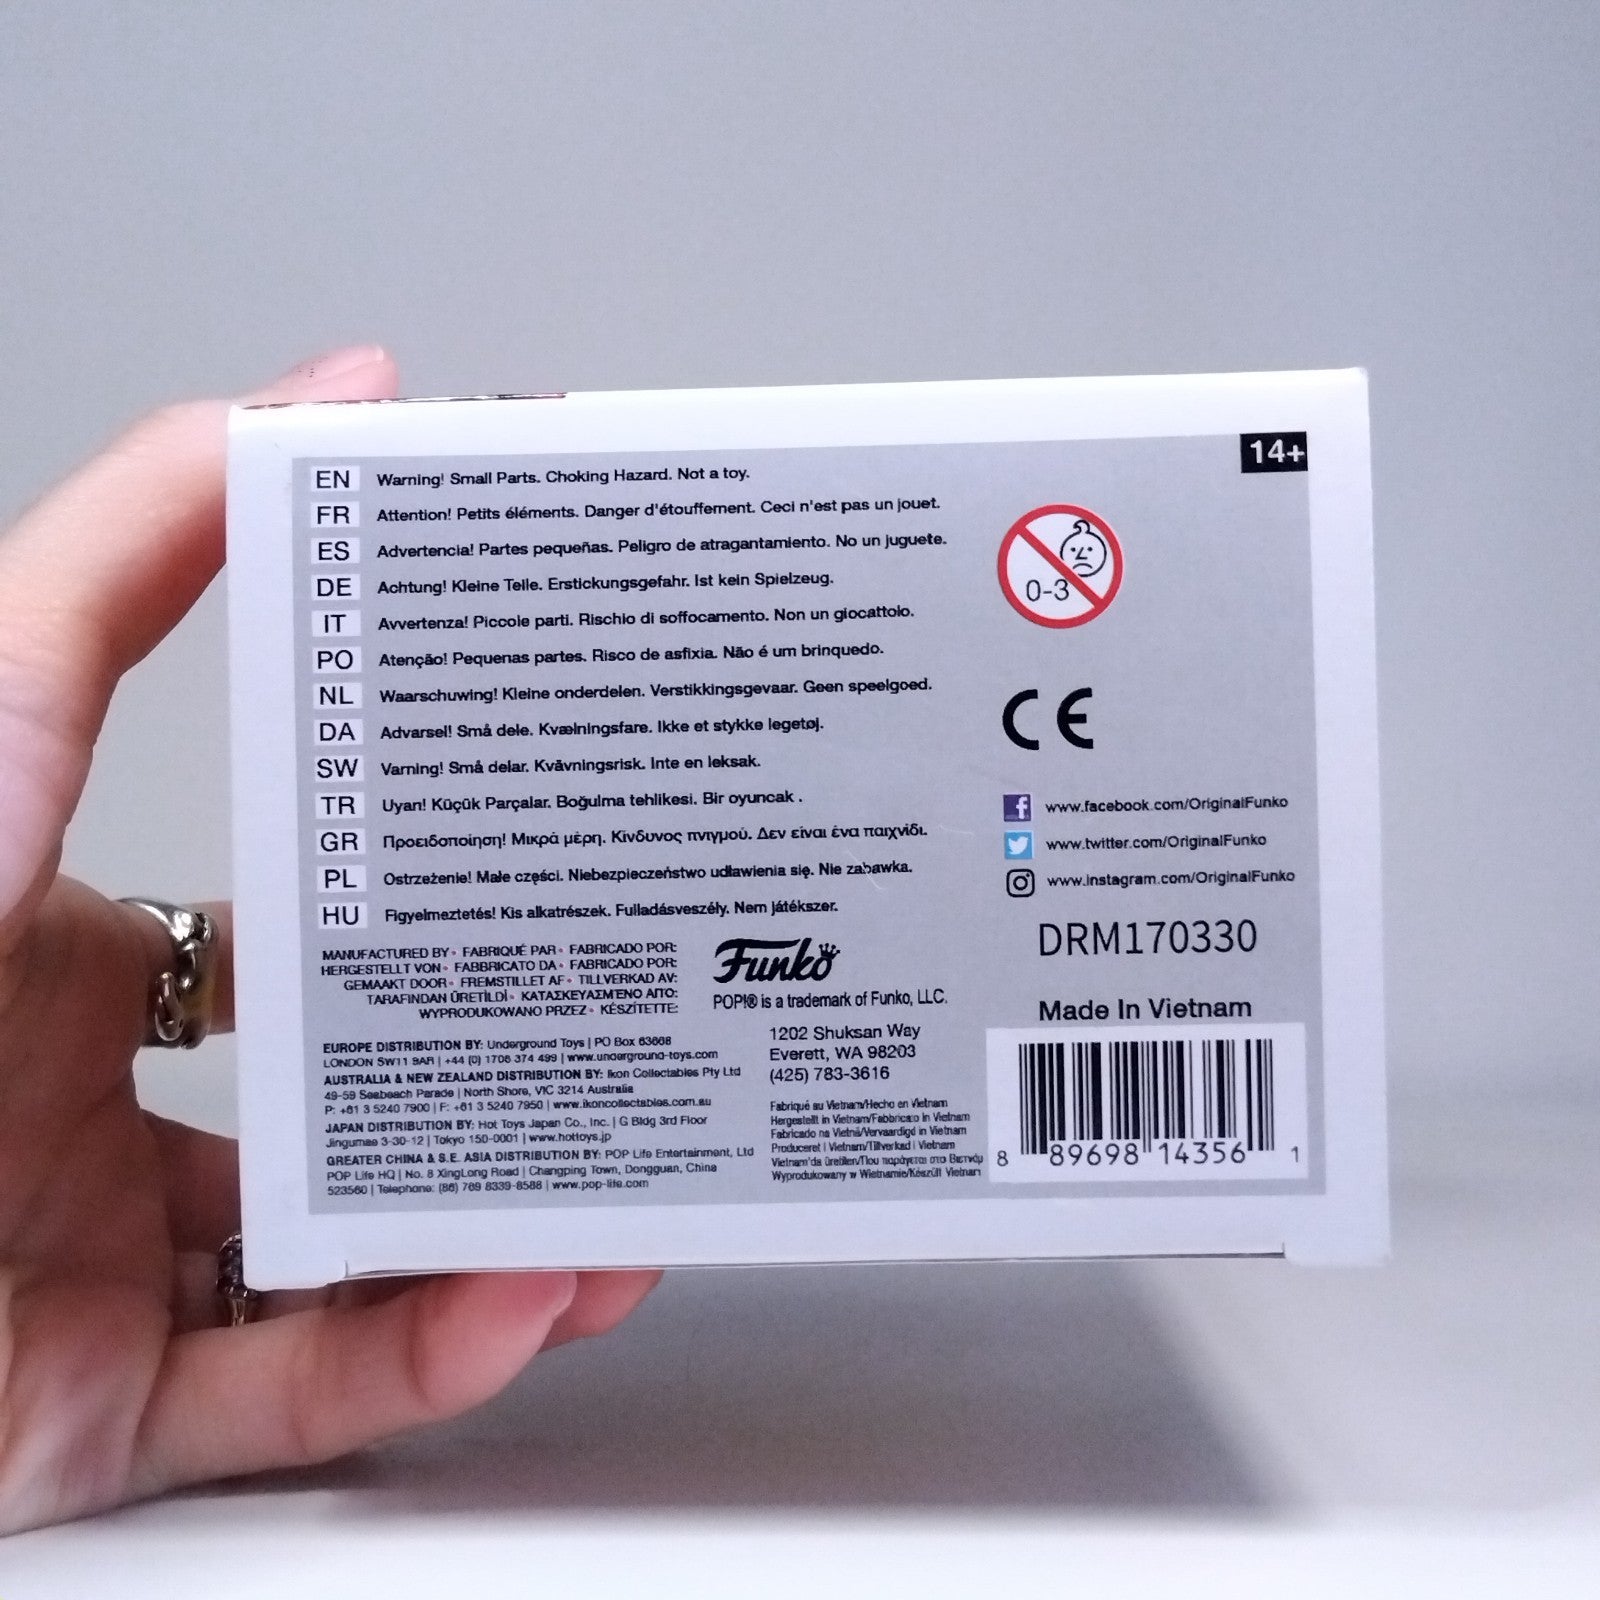 14+
EN Warning! Small Parts. Choking Hazard. Not a toy.
FR Attention! Petits éléments. Danger d'étouffement. Ceci n'est pas un jouet.
ES Advertencia! Partes pequeñas. Peligro de atragantamiento. No un juguete.
DE Achtung! Kleine Teile. Erstickungsgefahr. Ist kein Spielzeug.
IT Avvertenza! Piccole parti. Rischio di soffocamento. Non un giocattolo.
PO Atenção! Pequenas partes. Risco de asfixia. Não é um brinquedo.
NL Waarschuwing! Kleine onderdelen. Verstikkingsgevaar. Geen speelgoed.
DA Advarsel! Små dele. Kvælningsfare. Ikke et stykke legetøj.
SW Varning! Små delar. Kvävningsrisk. Inte en leksak.
TR Uyarı! Küçük Parçalar. Boğulma tehlikesi. Bir oyuncak .
GR Προειδοποίηση! Μικρά μέρη. Κίνδυνος πνιγμού. Δεν είναι ένα παιχνίδι.
PL Ostrzeżenie! Małe części. Niebezpieczeństwo udławienia się. Nie zabawka.
HU Figyelmeztetés! Kis alkatrészek. Fulladásveszély. Nem játékszer.
0-3
CE
www.facebook.com/OriginalFunko
www.twitter.com/OriginalFunko
www.instagram.com/OriginalFunko
DRM170330
Made In Vietnam
8 89698 14356 1
MANUFACTURED BY • FABRIQUÉ PAR • FABRICADO POR:
HERGESTELLT VON • FABBRICATO DA • FABRICADO POR:
GEMAAKT DOOR • FREMSTILLET AF • TILLVERKAD AV:
TARAFINDAN ÜRETİLDİ • ΚΑΤΑΣΚΕΥΑΣΜΈΝΟ ΑΠΌ:
WYPRODUKOWANO PRZEZ • KÉSZÍTETTE:
Funko
POP!® is a trademark of Funko, LLC.
1202 Shuksan Way
Everett, WA 98203
(425) 783-3616
EUROPE DISTRIBUTION BY: Underground Toys | PO Box 63668
LONDON SW11 9AR | +44 (0) 1706 374 499 | www.underground-toys.com
AUSTRALIA & NEW ZEALAND DISTRIBUTION BY: Ikon Collectables Pty Ltd
49-59 Seabeach Parade | North Shore, VIC 3214 Australia
P: +61 3 5240 7900 | F: +61 3 5240 7950 | www.ikoncollectables.com.au
JAPAN DISTRIBUTION BY: Hot Toys Japan Co., Inc. | G Bldg 3rd Floor
Jingumae 3-30-12 | Tokyo 150-0001 | www.hottoys.jp
GREATER CHINA & S.E. ASIA DISTRIBUTION BY: POP Life Entertainment, Ltd
POP Life HQ | No. 8 XingLong Road | Changping Town, Dongguan, China
523560 | Telephone: (86) 769 8339-8588 | www.pop-life.com
Fabriqué au Vietnam/Hecho en Vietnam
Hergestellt in Vietnam/Fabbricato in Vietnam
Fabricado na Vietnã/Vervaardigd in Vietnam
Produceret i Vietnam/Tillverkad i Vietnam
Vietnam'da üretilen/Που παράγεται στο Βιετνάμ
Wyprodukowany w Wietnamie/Készült Vietnam